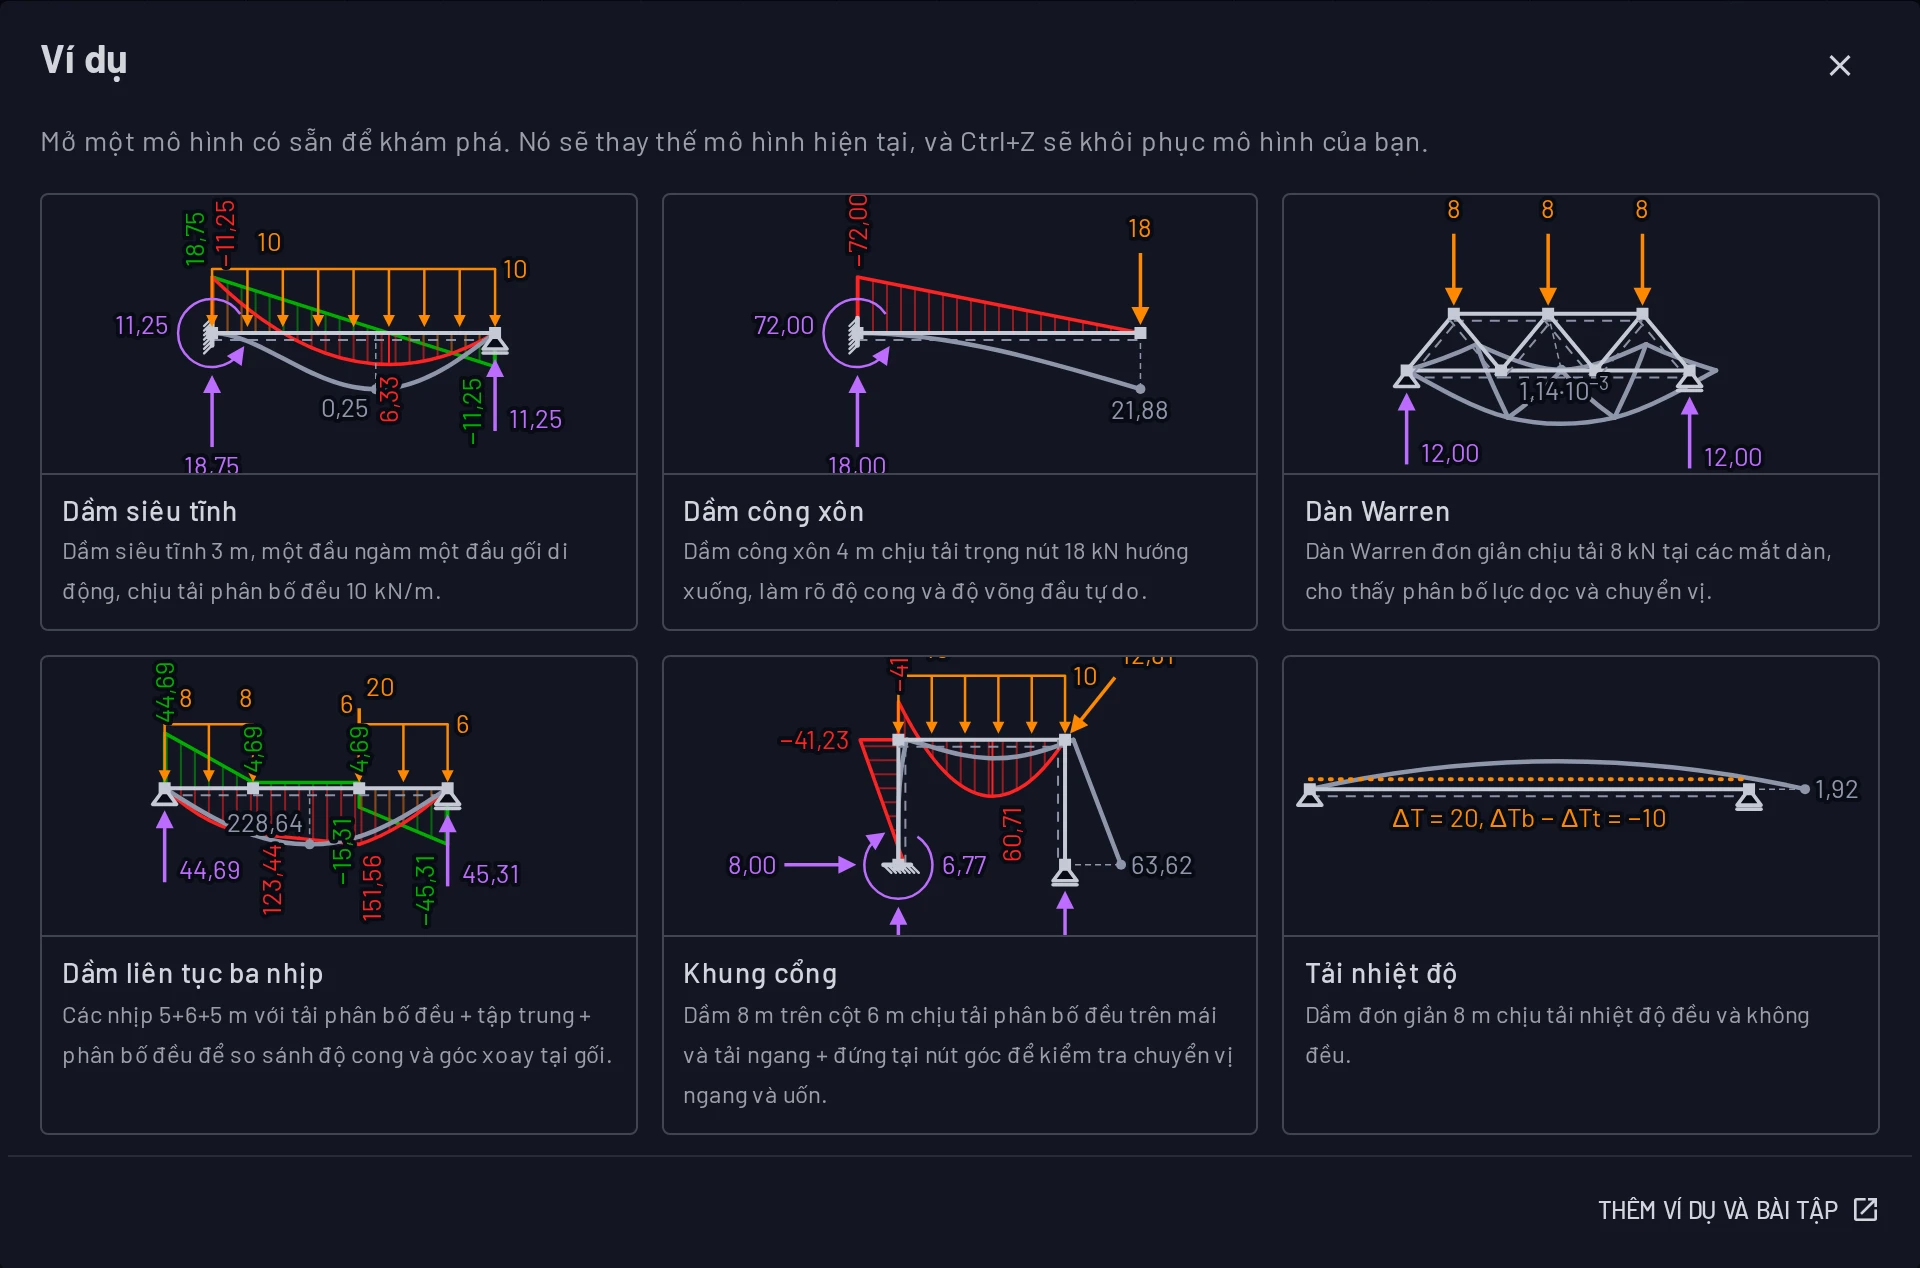 Ví dụ
Mở một mô hình có sẵn để khám phá. Nó sẽ thay thế mô hình hiện tại, và Ctrl+Z sẽ khôi phục mô hình của bạn.
18,75
−11,25
10
10
11,25
0,25
6,33
−11,25
11,25
18,75
Dầm siêu tĩnh
Dầm siêu tĩnh 3 m, một đầu ngàm một đầu gối di
động, chịu tải phân bố đều 10 kN/m.
−72,00
18
72,00
21,88
18,00
Dầm công xôn
Dầm công xôn 4 m chịu tải trọng nút 18 kN hướng
xuống, làm rõ độ cong và độ võng đầu tự do.
8
8
8
1,14·10⁻³
12,00
12,00
Dàn Warren
Dàn Warren đơn giản chịu tải 8 kN tại các mắt dàn,
cho thấy phân bố lực dọc và chuyển vị.
44,69
8
8
4,69
6
20
4,69
6
228,64
44,69
123,44
−15,31
151,56
−45,31
45,31
Dầm liên tục ba nhịp
Các nhịp 5+6+5 m với tải phân bố đều + tập trung +
phân bố đều để so sánh độ cong và góc xoay tại gối.
−41
10
−41,23
8,00
6,77
60,71
63,62
Khung cổng
Dầm 8 m trên cột 6 m chịu tải phân bố đều trên mái
và tải ngang + đứng tại nút góc để kiểm tra chuyển vị
ngang và uốn.
1,92
ΔT = 20, ΔTb − ΔTt = −10
Tải nhiệt độ
Dầm đơn giản 8 m chịu tải nhiệt độ đều và không
đều.
THÊM VÍ DỤ VÀ BÀI TẬP